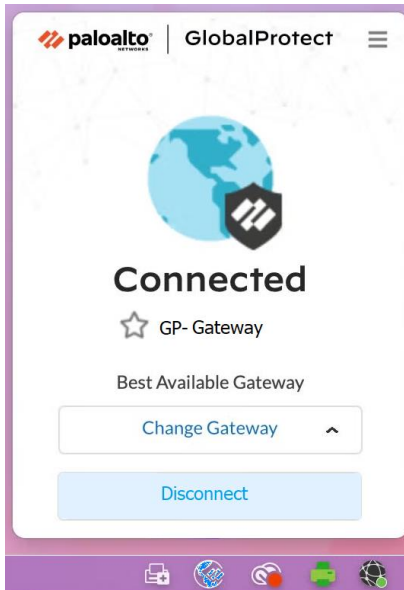 paloalto | GlobalProtect
NETWORKS
Connected
GP- Gateway
Best Available Gateway
Change Gateway
Disconnect